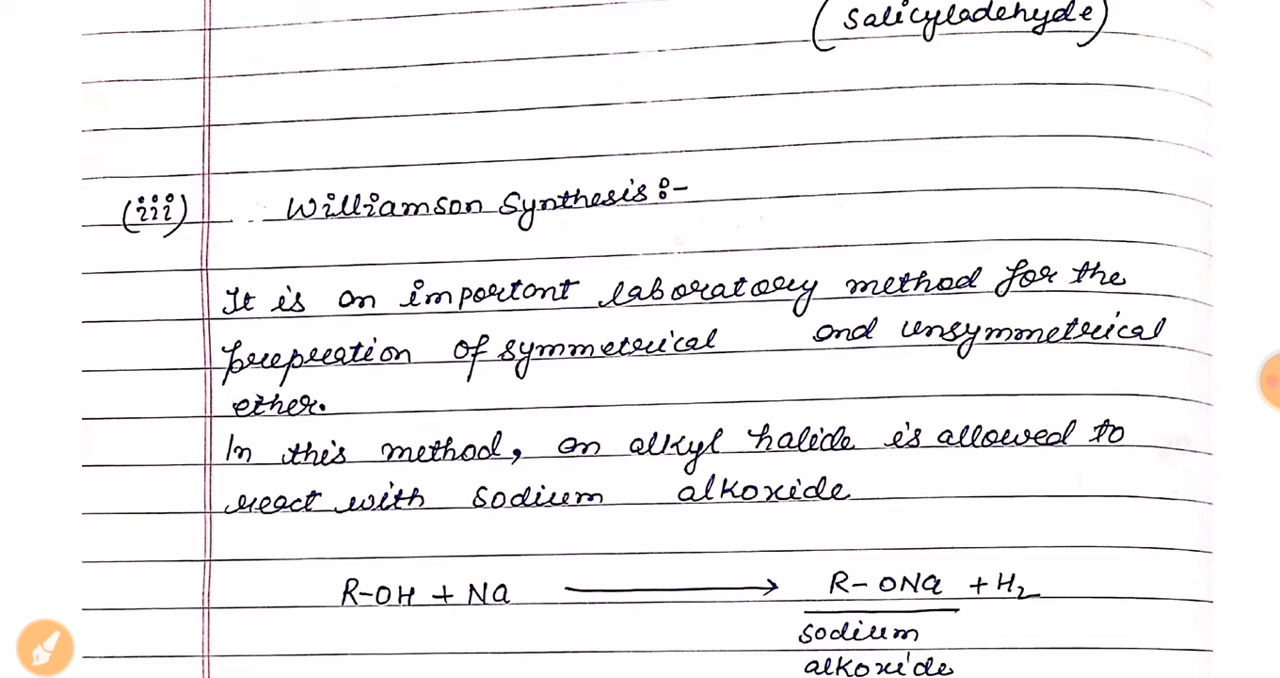 (Salicyladehyde)
(iii) Williamson Synthesis :-
It is an important laboratory method for the
prepreation of symmetrical and unsymmetrical
ether.
In this method, an alkyl halide is allowed to
react with sodium alkoxide
R-OH + Na ⟶ R-ONa + H₂
sodium
alkoxide